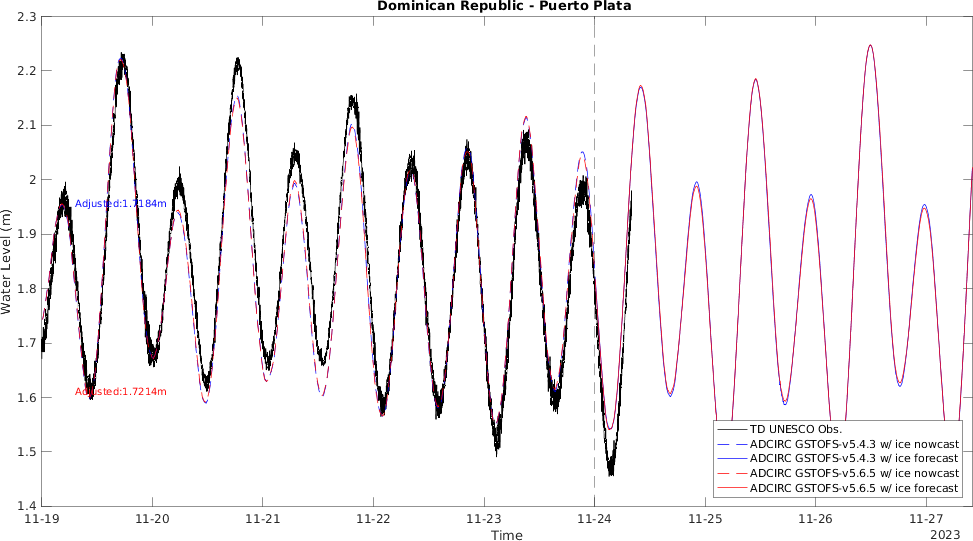 Dominican Republic - Puerto Plata
2.3
2.2
2.1
2
1.9
1.8
1.7
1.6
1.5
1.4
Water Level (m)
Adjusted:1.7184m
Adjusted:1.7214m
TD UNESCO Obs.
ADCIRC GSTOFS-v5.4.3 w/ ice nowcast
ADCIRC GSTOFS-v5.4.3 w/ ice forecast
ADCIRC GSTOFS-v5.6.5 w/ ice nowcast
ADCIRC GSTOFS-v5.6.5 w/ ice forecast
11-19 11-20 11-21 11-22 11-23 11-24 11-25 11-26 11-27
Time
2023